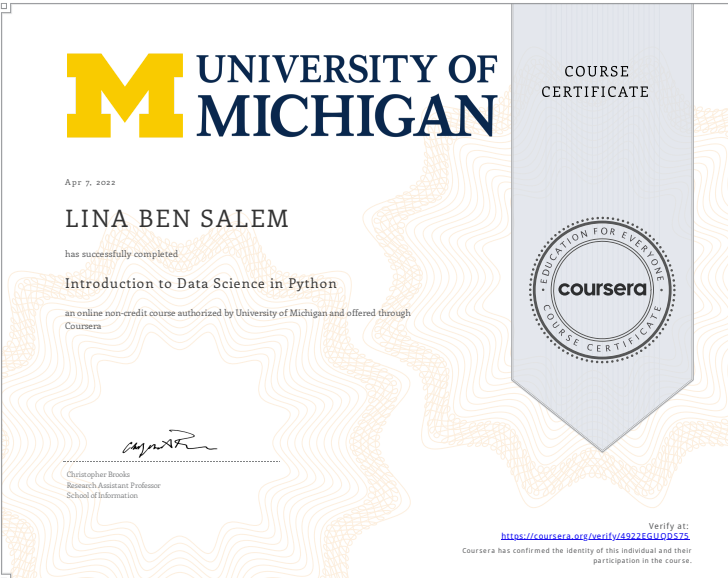 UNIVERSITY OF
MICHIGAN
COURSE
CERTIFICATE
Apr 7, 2022
LINA BEN SALEM
has successfully completed
Introduction to Data Science in Python
an online non-credit course authorized by University of Michigan and offered through
Coursera
EDUCATION FOR EVERYONE
coursera
COURSE CERTIFICATE
Christopher Brooks
Research Assistant Professor
School of Information
Verify at:
https://coursera.org/verify/4922EGUQDS75
Coursera has confirmed the identity of this individual and their
participation in the course.